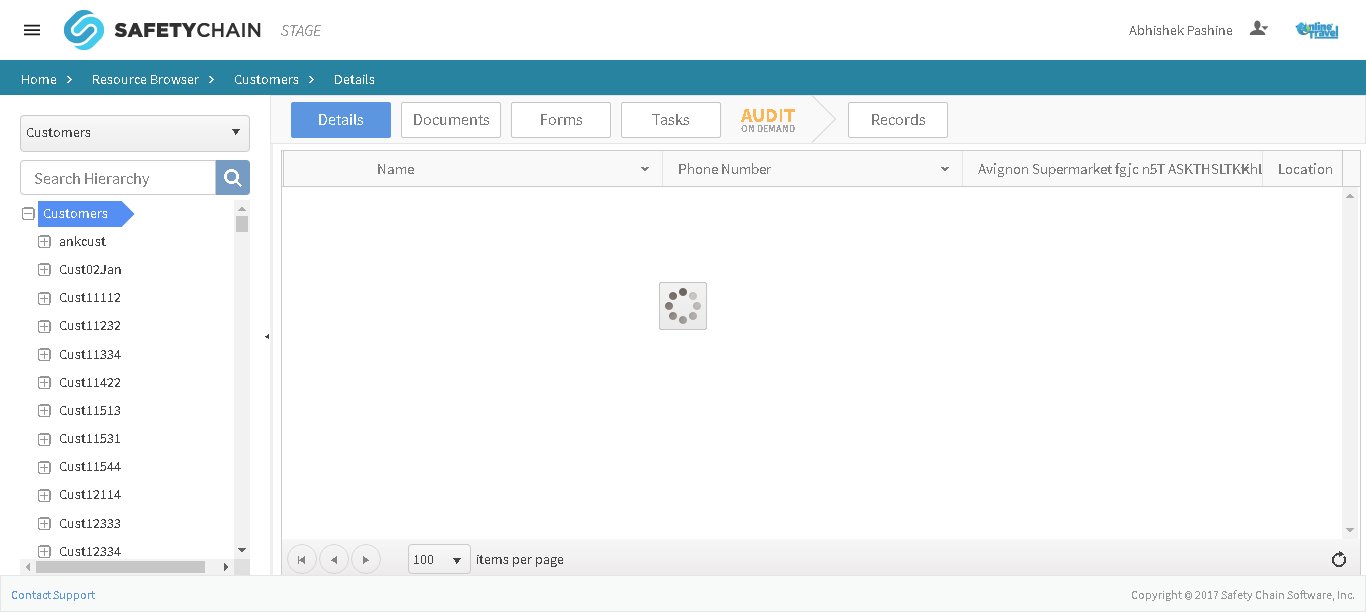 SAFETYCHAIN STAGE
Abhishek Pashine
Online Travel
Home Resource Browser Customers Details
Customers
Search Hierarchy
Customers
ankcust
Cust02Jan
Cust11112
Cust11232
Cust11334
Cust11422
Cust11513
Cust11531
Cust11544
Cust12114
Cust12333
Cust12334
Details Documents Forms Tasks AUDIT ON DEMAND Records
Name Phone Number Avignon Supermarket fgjc n5T Location
100 items per page
Contact Support
Copyright © 2017 Safety Chain Software, Inc.